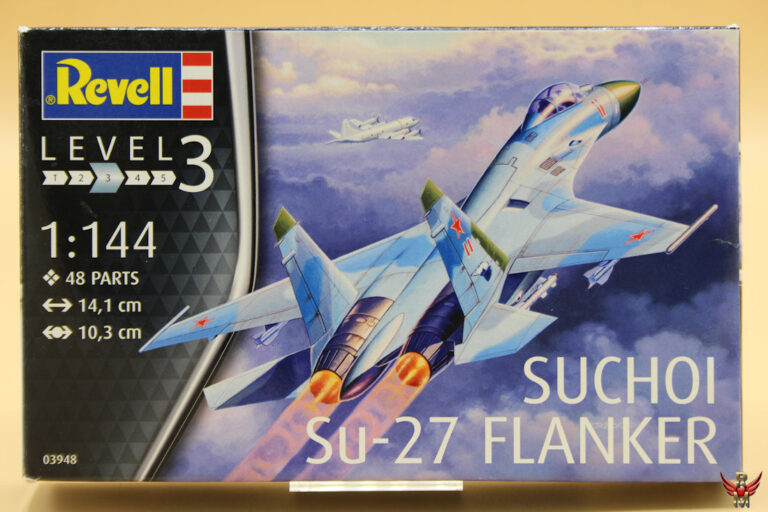 Revell
LEVEL 3
1 2 3 4 5
1:144
48 PARTS
14,1 cm
10,3 cm
03948
SUCHOI
Su-27 FLANKER
11